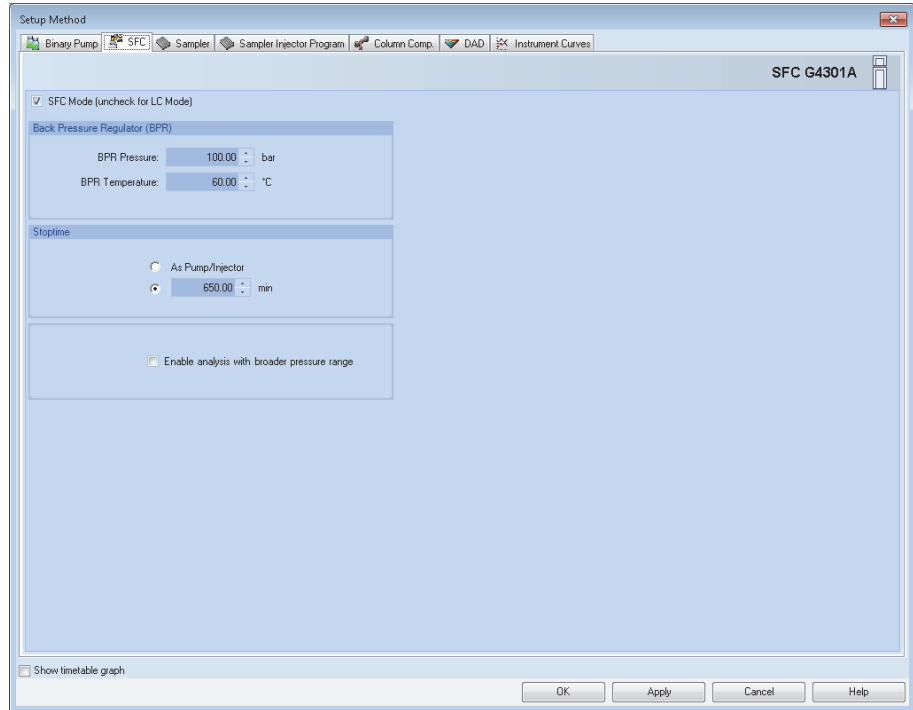 Setup Method
Binary Pump SFC Sampler Sampler Injector Program Column Comp. DAD Instrument Curves
SFC G4301A
SFC Mode (uncheck for LC Mode)
Back Pressure Regulator (BPR)
BPR Pressure: 100.00 bar
BPR Temperature: 60.00 °C
Stoptime
As Pump/Injector
650.00 min
Enable analysis with broader pressure range
Show timetable graph
OK Apply Cancel Help